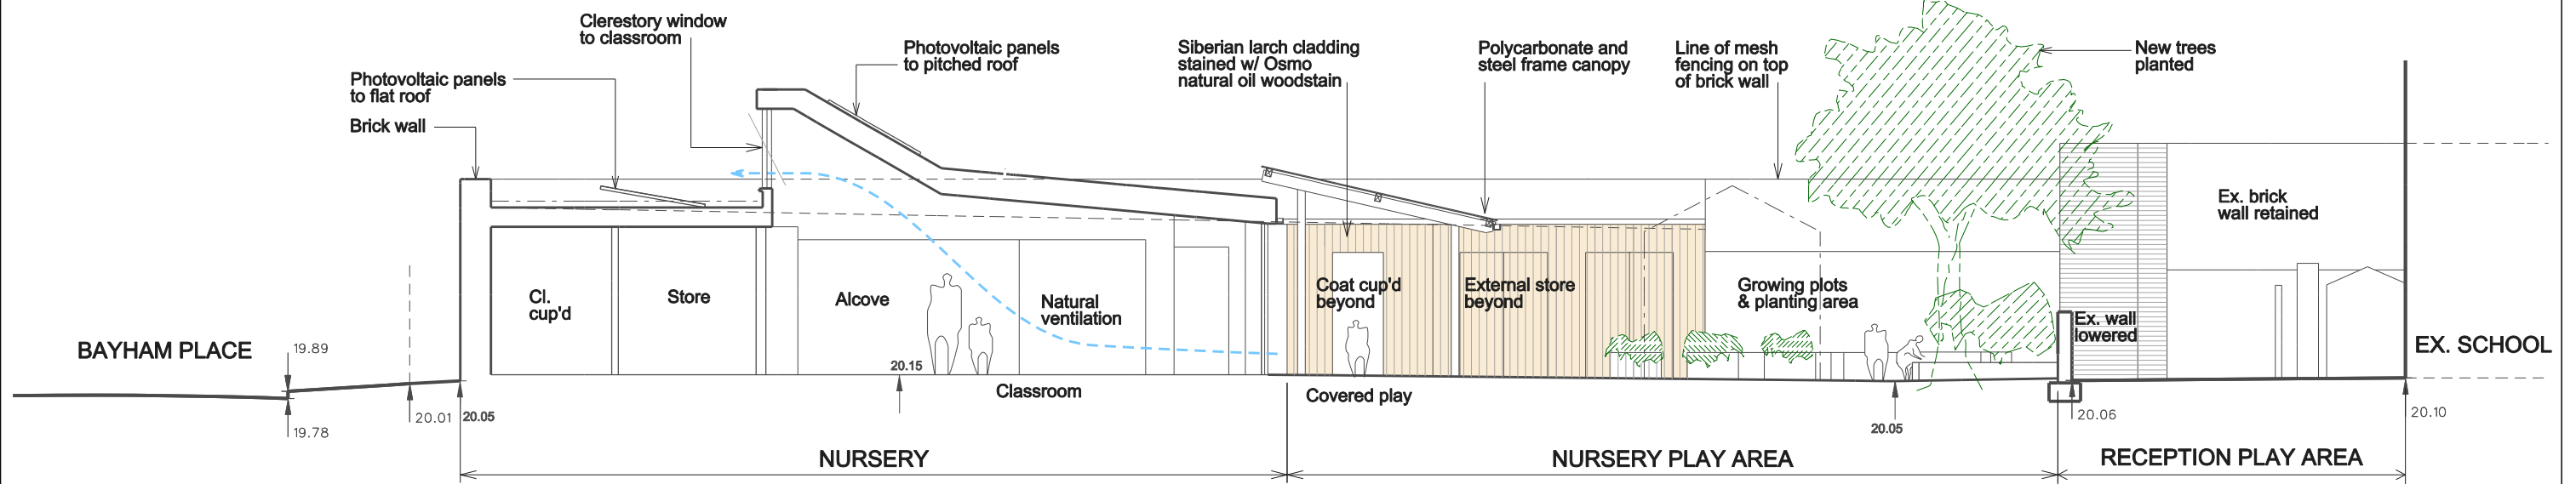 Clerestory window
to classroom
Photovoltaic panels
to pitched roof
Siberian larch cladding
stained w/ Osmo
natural oil woodstain
Polycarbonate and
steel frame canopy
Line of mesh
fencing on top
of brick wall
New trees
planted
Photovoltaic panels
to flat roof
Brick wall
Ex. brick
wall retained
Cl.
cup'd
Store
Alcove
Natural
ventilation
Coat cup'd
beyond
External store
beyond
Growing plots
& planting area
Ex. wall
lowered
BAYHAM PLACE
EX. SCHOOL
19.89
19.78
20.01
20.05
20.15
Classroom
Covered play
20.05
20.06
20.10
NURSERY
NURSERY PLAY AREA
RECEPTION PLAY AREA